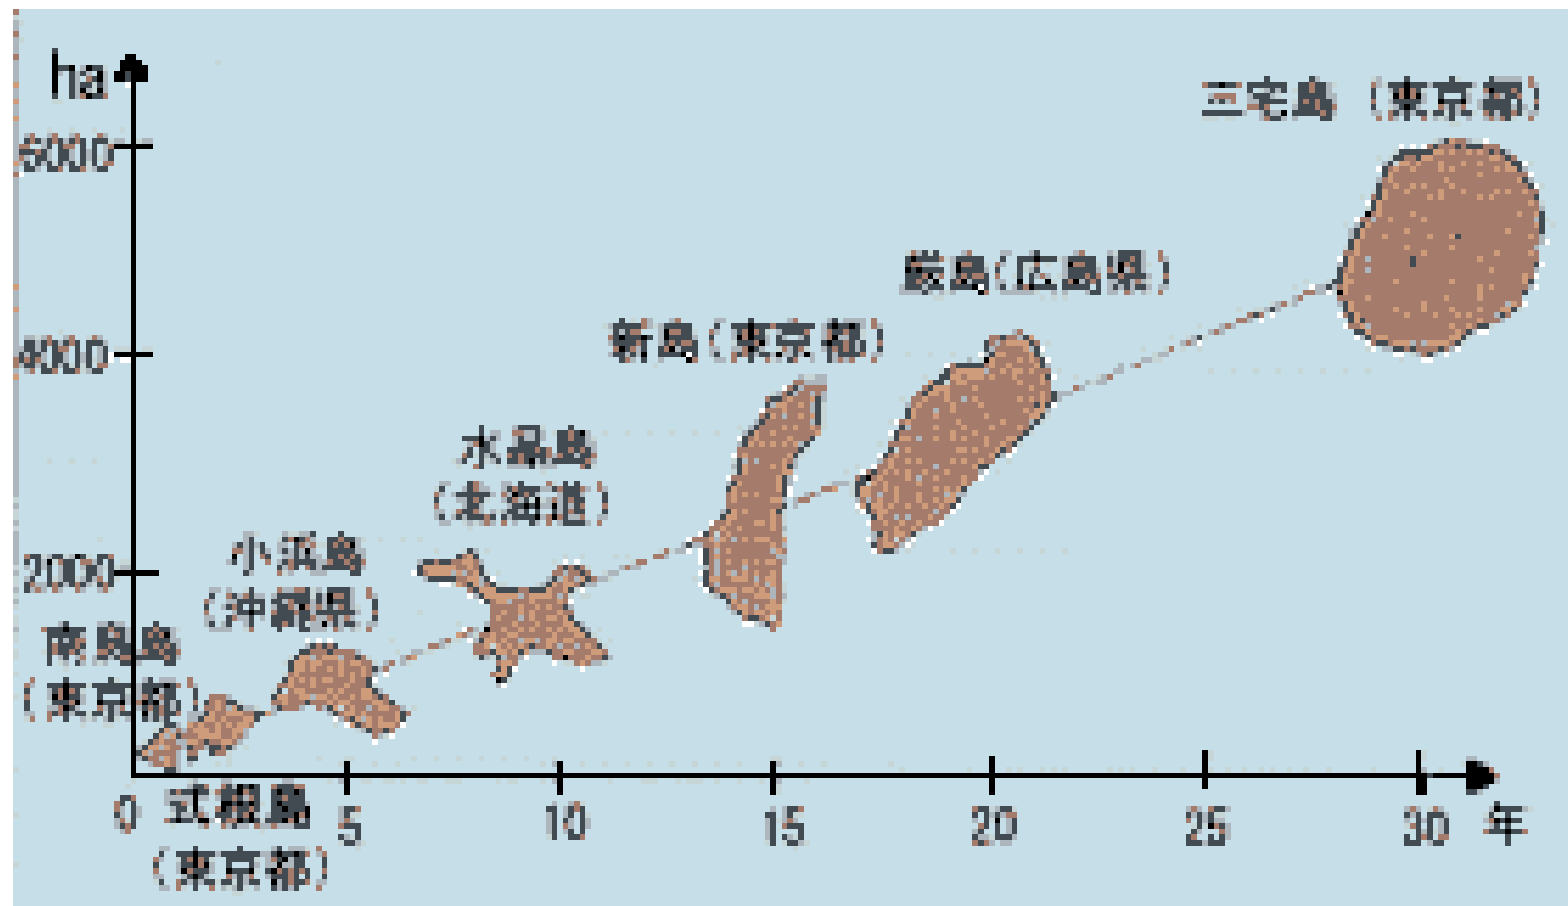 ha
6000
4000
2000
三宅島（東京都）
厳島（広島県）
新島（東京都）
水晶島
（北海道）
小浜島
（沖縄県）
南鳥島
（東京都）
0
5
10
15
20
25
30
年
式根島
（東京都）